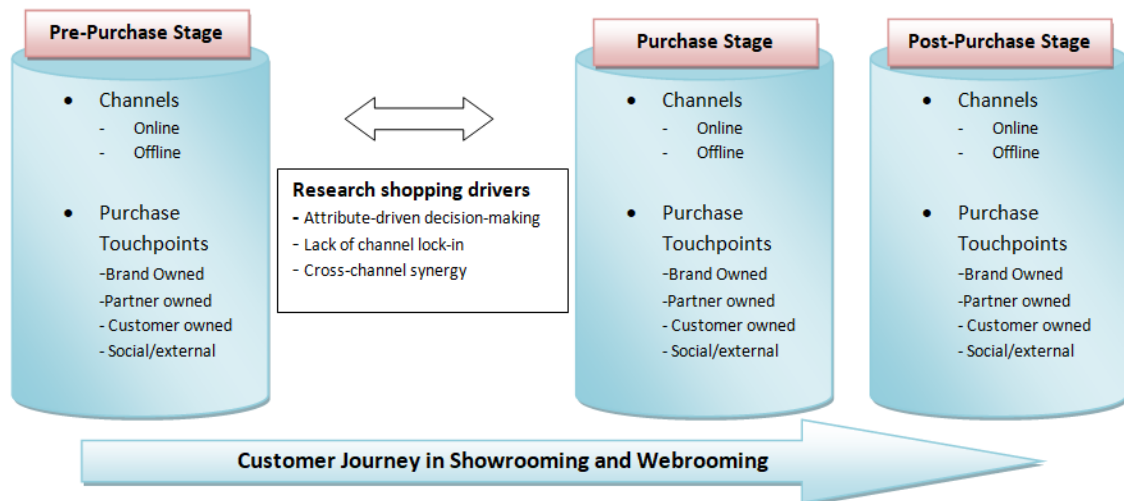 Pre-Purchase Stage
• Channels
- Online
- Offline
• Purchase
Touchpoints
-Brand Owned
-Partner owned
- Customer owned
- Social/external
Research shopping drivers
- Attribute-driven decision-making
- Lack of channel lock-in
- Cross-channel synergy
Purchase Stage
• Channels
- Online
- Offline
• Purchase
Touchpoints
-Brand Owned
-Partner owned
- Customer owned
- Social/external
Post-Purchase Stage
• Channels
- Online
- Offline
• Purchase
Touchpoints
-Brand Owned
-Partner owned
- Customer owned
- Social/external
Customer Journey in Showrooming and Webrooming